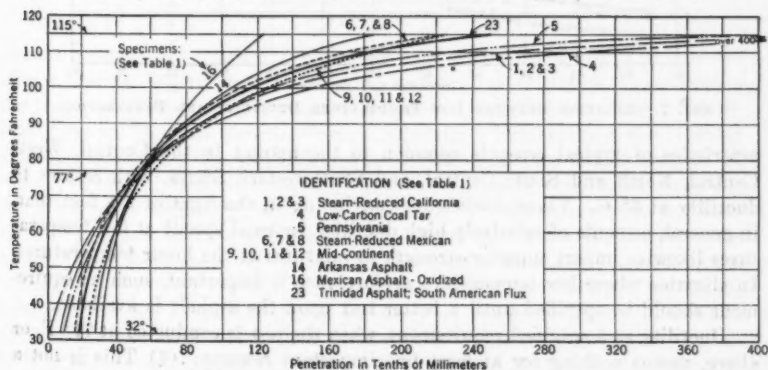 115°
Specimens:
(See Table 1)
16
14
6, 7, & 8
23
5
over 400
4
1, 2 & 3
9, 10, 11 & 12
77°
32°
IDENTIFICATION (See Table 1)
1, 2 & 3 Steam-Reduced California
4 Low-Carbon Coal Tar
5 Pennsylvania
6, 7 & 8 Steam-Reduced Mexican
9, 10, 11 & 12 Mid-Continent
14 Arkansas Asphalt
16 Mexican Asphalt - Oxidized
23 Trinidad Asphalt; South American Flux
Temperature in Degrees Fahrenheit
120
110
100
90
80
70
60
50
40
30
0 40 80 120 160 200 240 280 320 360 400
Penetration in Tenths of Millimeters